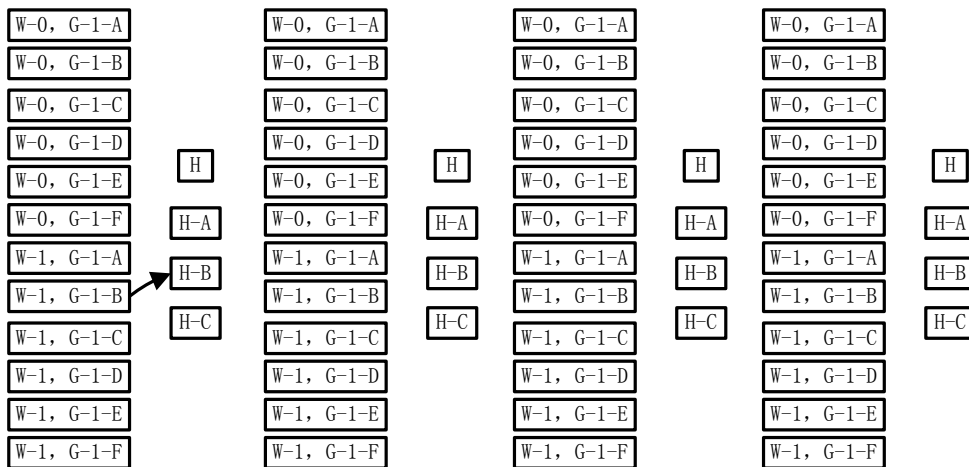 W-0, G-1-A
W-0, G-1-B
W-0, G-1-C
W-0, G-1-D
W-0, G-1-E
W-0, G-1-F
W-1, G-1-A
W-1, G-1-B
W-1, G-1-C
W-1, G-1-D
W-1, G-1-E
W-1, G-1-F
H
H-A
H-B
H-C
W-0, G-1-A
W-0, G-1-B
W-0, G-1-C
W-0, G-1-D
W-0, G-1-E
W-0, G-1-F
W-1, G-1-A
W-1, G-1-B
W-1, G-1-C
W-1, G-1-D
W-1, G-1-E
W-1, G-1-F
H
H-A
H-B
H-C
W-0, G-1-A
W-0, G-1-B
W-0, G-1-C
W-0, G-1-D
W-0, G-1-E
W-0, G-1-F
W-1, G-1-A
W-1, G-1-B
W-1, G-1-C
W-1, G-1-D
W-1, G-1-E
W-1, G-1-F
H
H-A
H-B
H-C
W-0, G-1-A
W-0, G-1-B
W-0, G-1-C
W-0, G-1-D
W-0, G-1-E
W-0, G-1-F
W-1, G-1-A
W-1, G-1-B
W-1, G-1-C
W-1, G-1-D
W-1, G-1-E
W-1, G-1-F
H
H-A
H-B
H-C